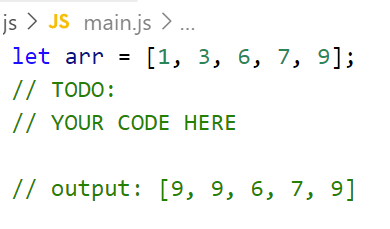 js > JS main.js > ...
let arr = [1, 3, 6, 7, 9];
// TODO:
// YOUR CODE HERE
// output: [9, 9, 6, 7, 9]